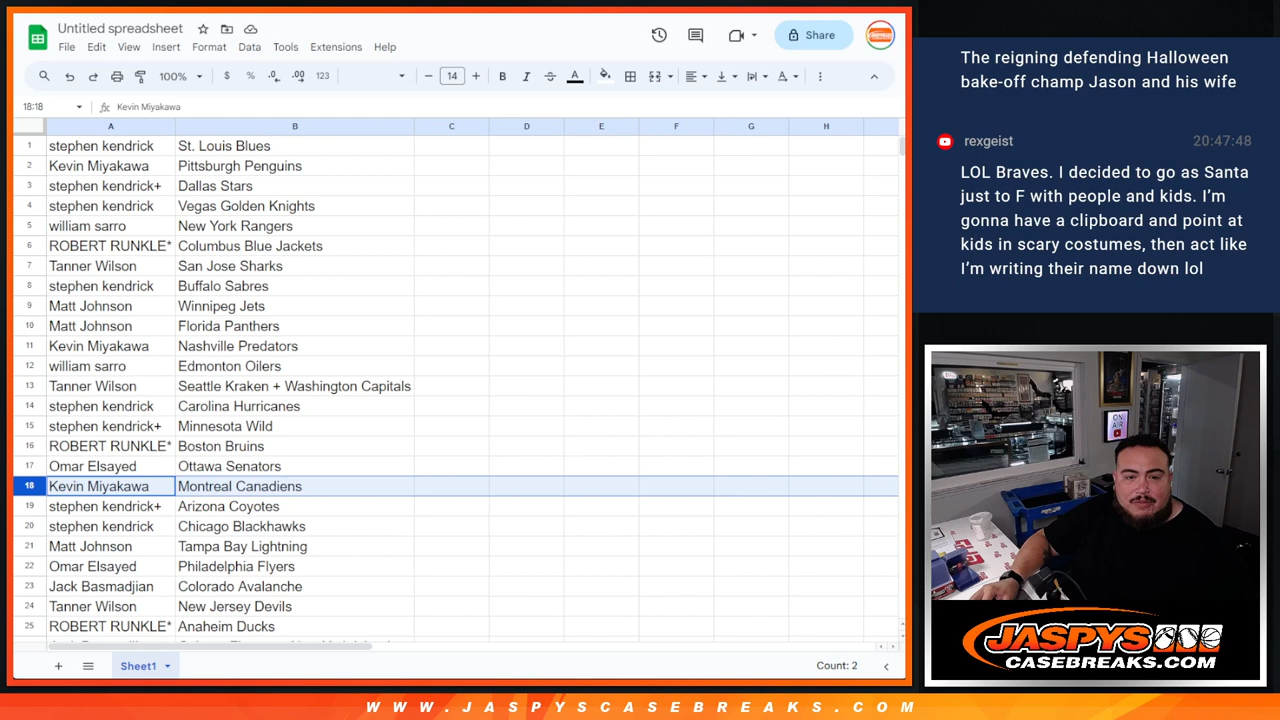 Untitled spreadsheet
File Edit View Insert Format Data Tools Extensions Help
Share
100% $ % .0 .00 123 14 B I A
18:18 fx Kevin Miyakawa
A B C D E F G H
1 stephen kendrick St. Louis Blues
2 Kevin Miyakawa Pittsburgh Penguins
3 stephen kendrick+ Dallas Stars
4 stephen kendrick Vegas Golden Knights
5 william sarro New York Rangers
6 ROBERT RUNKLE* Columbus Blue Jackets
7 Tanner Wilson San Jose Sharks
8 stephen kendrick Buffalo Sabres
9 Matt Johnson Winnipeg Jets
10 Matt Johnson Florida Panthers
11 Kevin Miyakawa Nashville Predators
12 william sarro Edmonton Oilers
13 Tanner Wilson Seattle Kraken + Washington Capitals
14 stephen kendrick Carolina Hurricanes
15 stephen kendrick+ Minnesota Wild
16 ROBERT RUNKLE* Boston Bruins
17 Omar Elsayed Ottawa Senators
18 Kevin Miyakawa Montreal Canadiens
19 stephen kendrick+ Arizona Coyotes
20 stephen kendrick Chicago Blackhawks
21 Matt Johnson Tampa Bay Lightning
22 Omar Elsayed Philadelphia Flyers
23 Jack Basmadjian Colorado Avalanche
24 Tanner Wilson New Jersey Devils
25 ROBERT RUNKLE* Anaheim Ducks
Sheet1
Count: 2
The reigning defending Halloween
bake-off champ Jason and his wife
rexgeist 20:47:48
LOL Braves. I decided to go as Santa
just to F with people and kids. I'm
gonna have a clipboard and point at
kids in scary costumes, then act like
I'm writing their name down lol
ON
AIR
JASPYS
CASEBREAKS.COM
WWW.JASPYSCASEBREAKS.COM